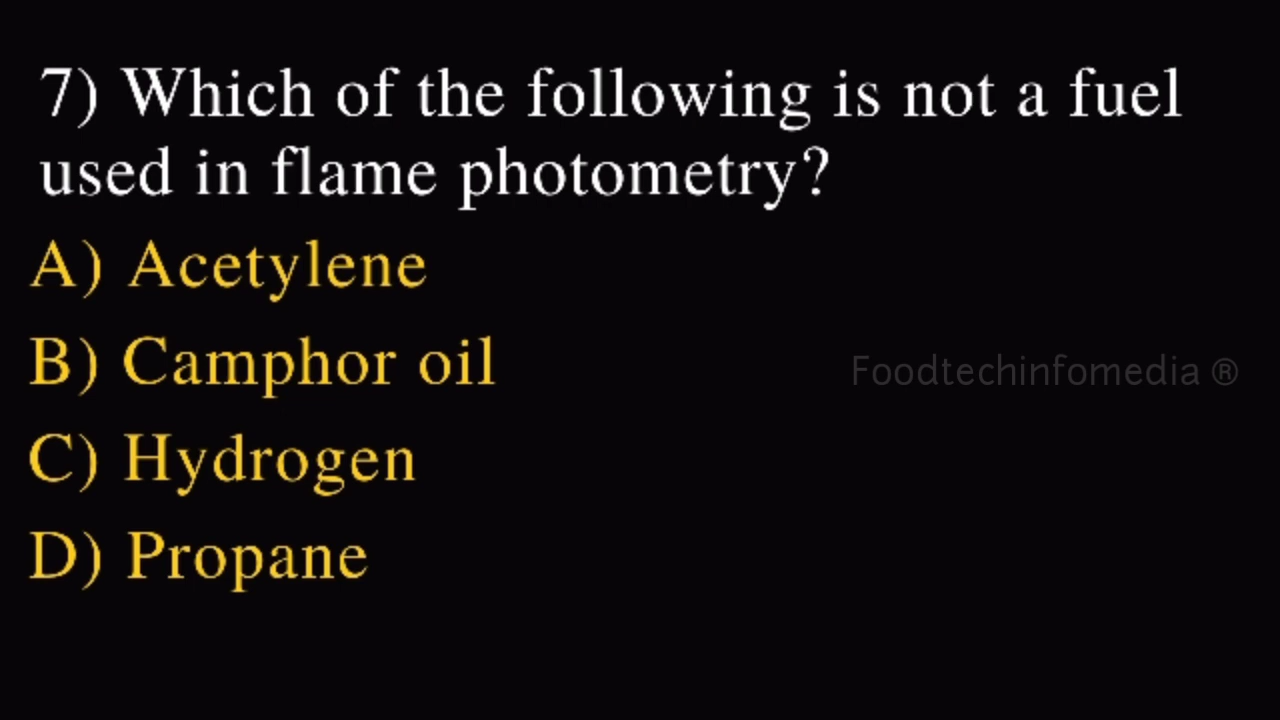 7) Which of the following is not a fuel
used in flame photometry?
A) Acetylene
B) Camphor oil
Foodtechinfomedia ®
C) Hydrogen
D) Propane